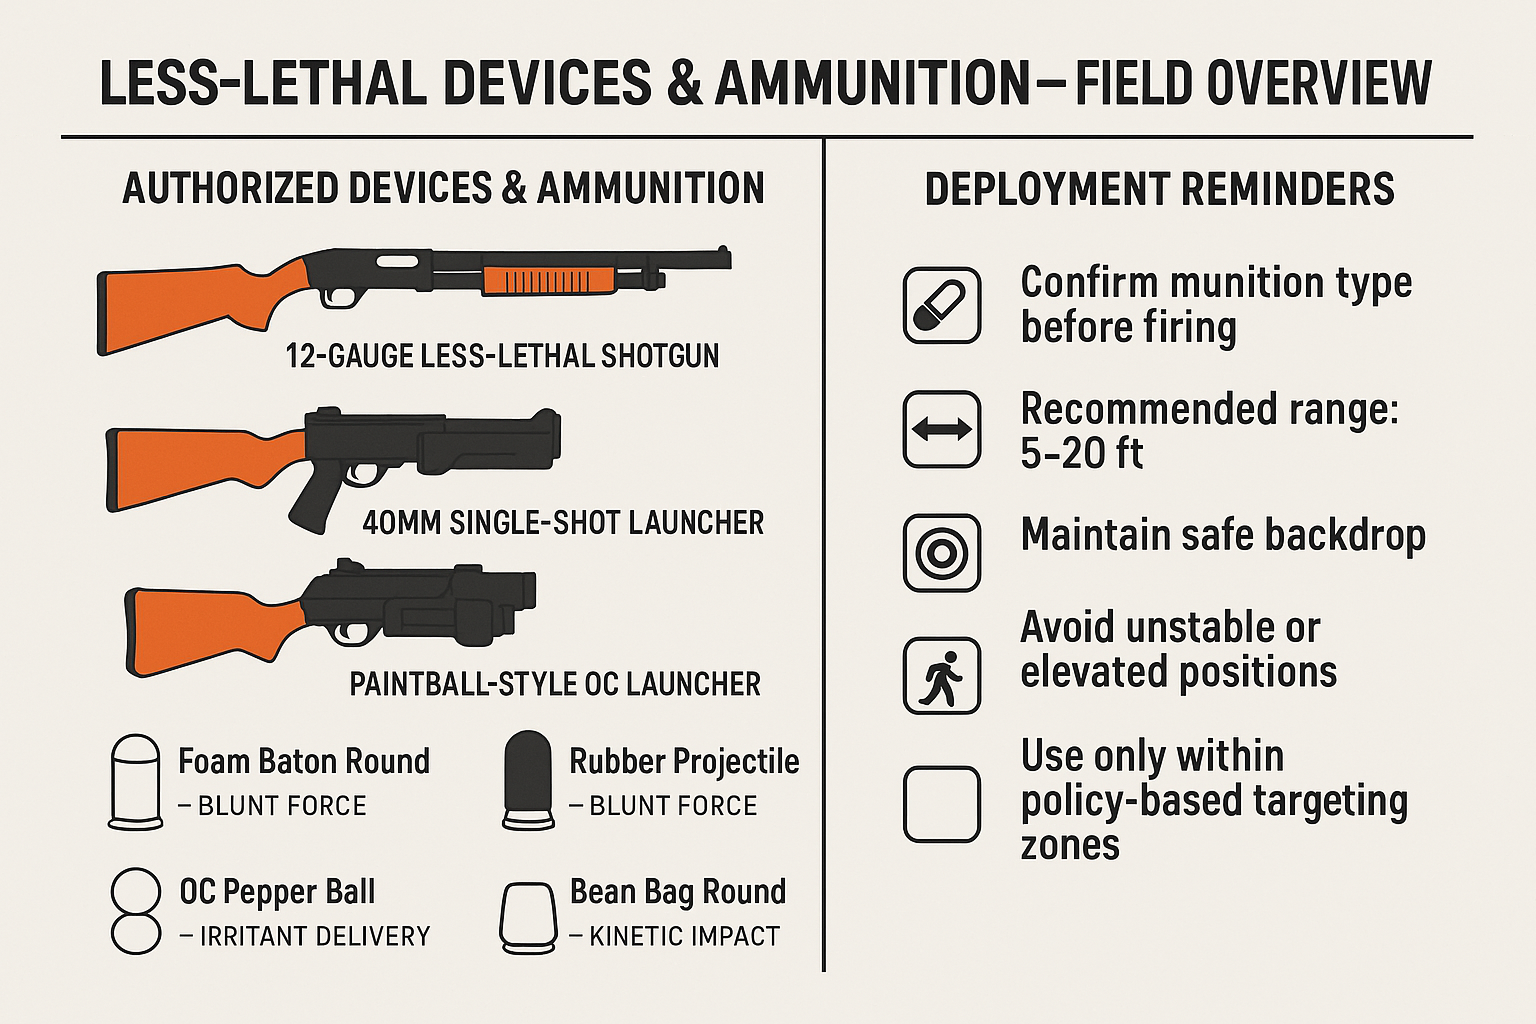 LESS-LETHAL DEVICES & AMMUNITION–FIELD OVERVIEW
AUTHORIZED DEVICES & AMMUNITION
12-GAUGE LESS-LETHAL SHOTGUN
40MM SINGLE-SHOT LAUNCHER
PAINTBALL-STYLE OC LAUNCHER
Foam Baton Round
– BLUNT FORCE
Rubber Projectile
– BLUNT FORCE
OC Pepper Ball
– IRRITANT DELIVERY
Bean Bag Round
– KINETIC IMPACT
DEPLOYMENT REMINDERS
Confirm munition type
before firing
Recommended range:
5–20 ft
Maintain safe backdrop
Avoid unstable or
elevated positions
Use only within
policy-based targeting
zones